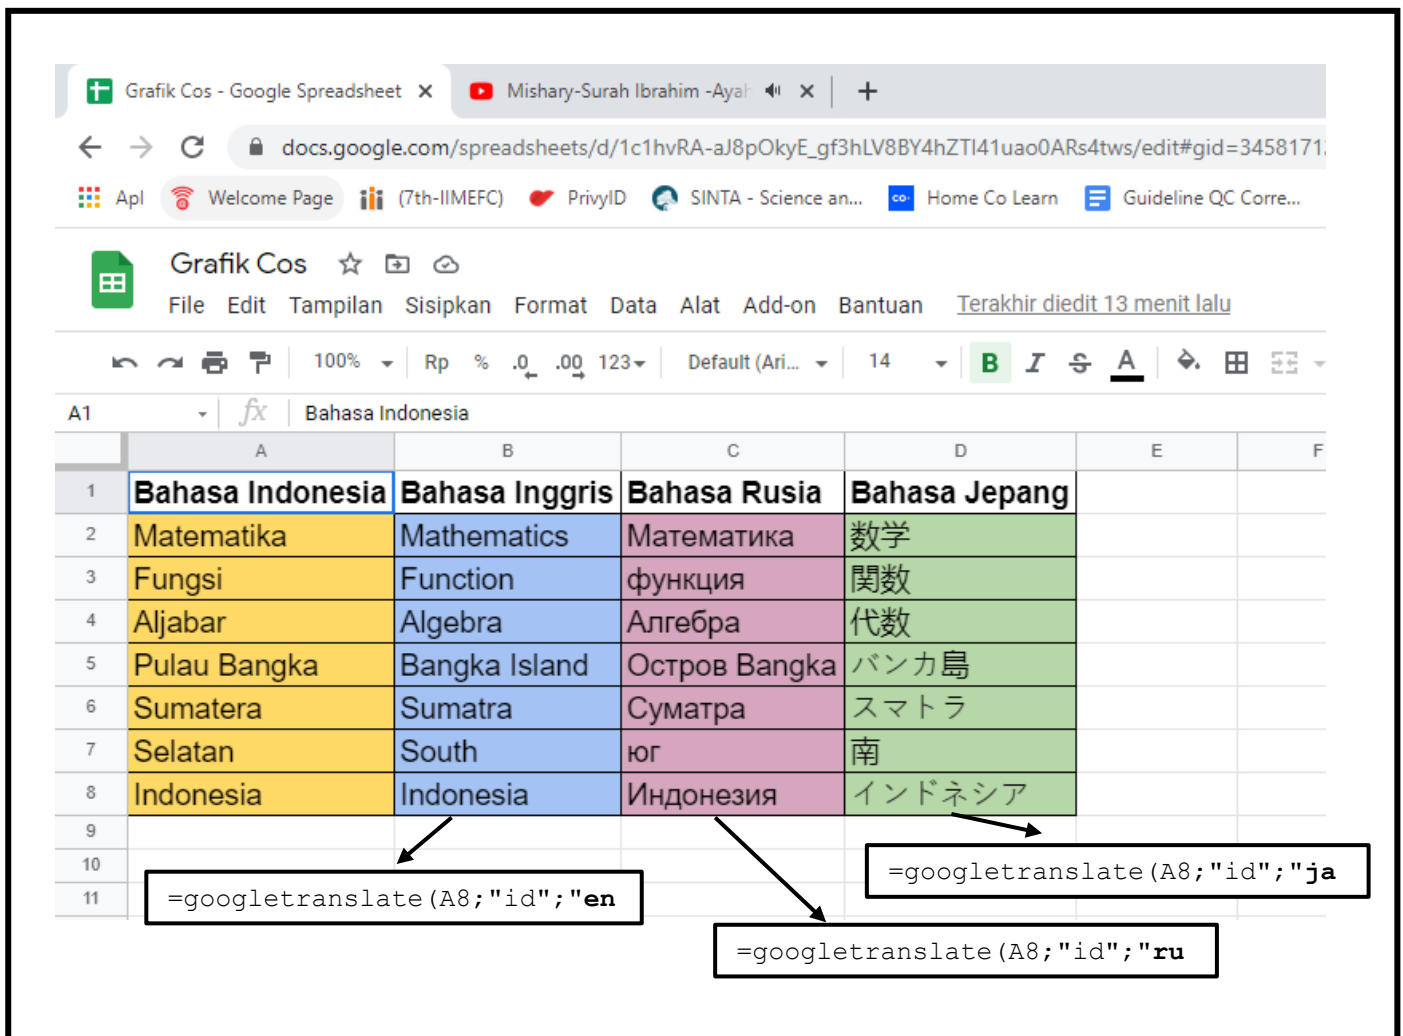 Grafik Cos - Google Spreadsheet
Mishary-Surah Ibrahim -Ayah
docs.google.com/spreadsheets/d/1c1hvRA-aJ8pOkyE_gf3hLV8BY4hZTI41uao0ARs4tws/edit#gid=3458171
Apl Welcome Page (7th-IIMEFC) PrivyID SINTA - Science an... co- Home Co Learn Guideline QC Corre...
Grafik Cos
File Edit Tampilan Sisipkan Format Data Alat Add-on Bantuan Terakhir diedit 13 menit lalu
100% Rp % .0 .00 123 Default (Ari... 14 B I S A
A1 fx Bahasa Indonesia
A B C D E F
1 Bahasa Indonesia Bahasa Inggris Bahasa Rusia Bahasa Jepang
2 Matematika Mathematics Математика 数学
3 Fungsi Function функция 関数
4 Aljabar Algebra Алгебра 代数
5 Pulau Bangka Bangka Island Остров Bangka バンカ島
6 Sumatera Sumatra Суматра スマトラ
7 Selatan South юг 南
8 Indonesia Indonesia Индонезия インドネシア
9
10
11
=googletranslate(A8;"id";"ja
=googletranslate(A8;"id";"en
=googletranslate(A8;"id";"ru